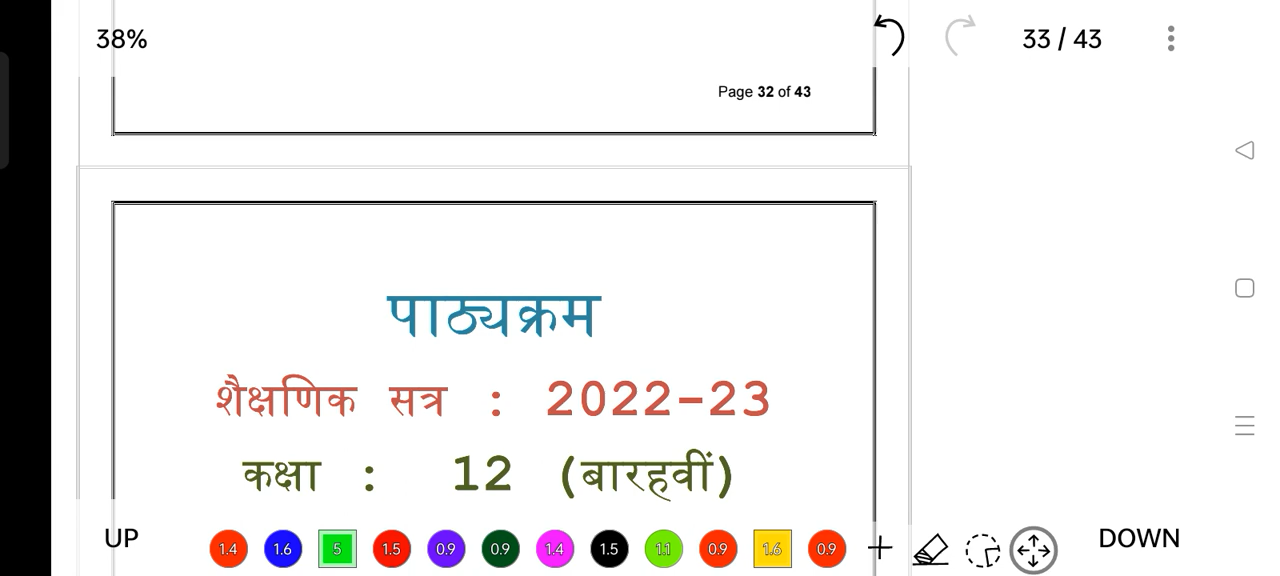 38%
33 / 43
Page 32 of 43
पाठ्यक्रम
शैक्षणिक सत्र : 2022-23
कक्षा : 12 (बारहवीं)
UP 1.4 1.6 5 1.5 0.9 0.9 1.4 1.5 1.1 0.9 1.6 0.9 + DOWN